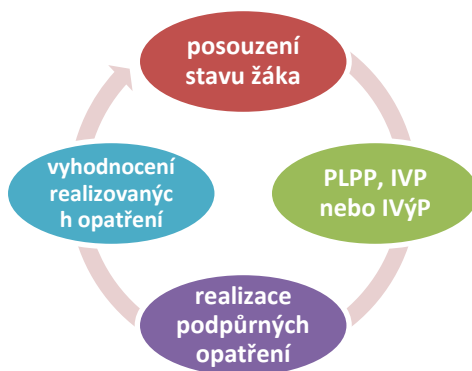 posouzení
stavu žáka
PLPP, IVP
nebo IVýP
realizace
podpůrných
opatření
vyhodnocení
realizovanýc
h opatření